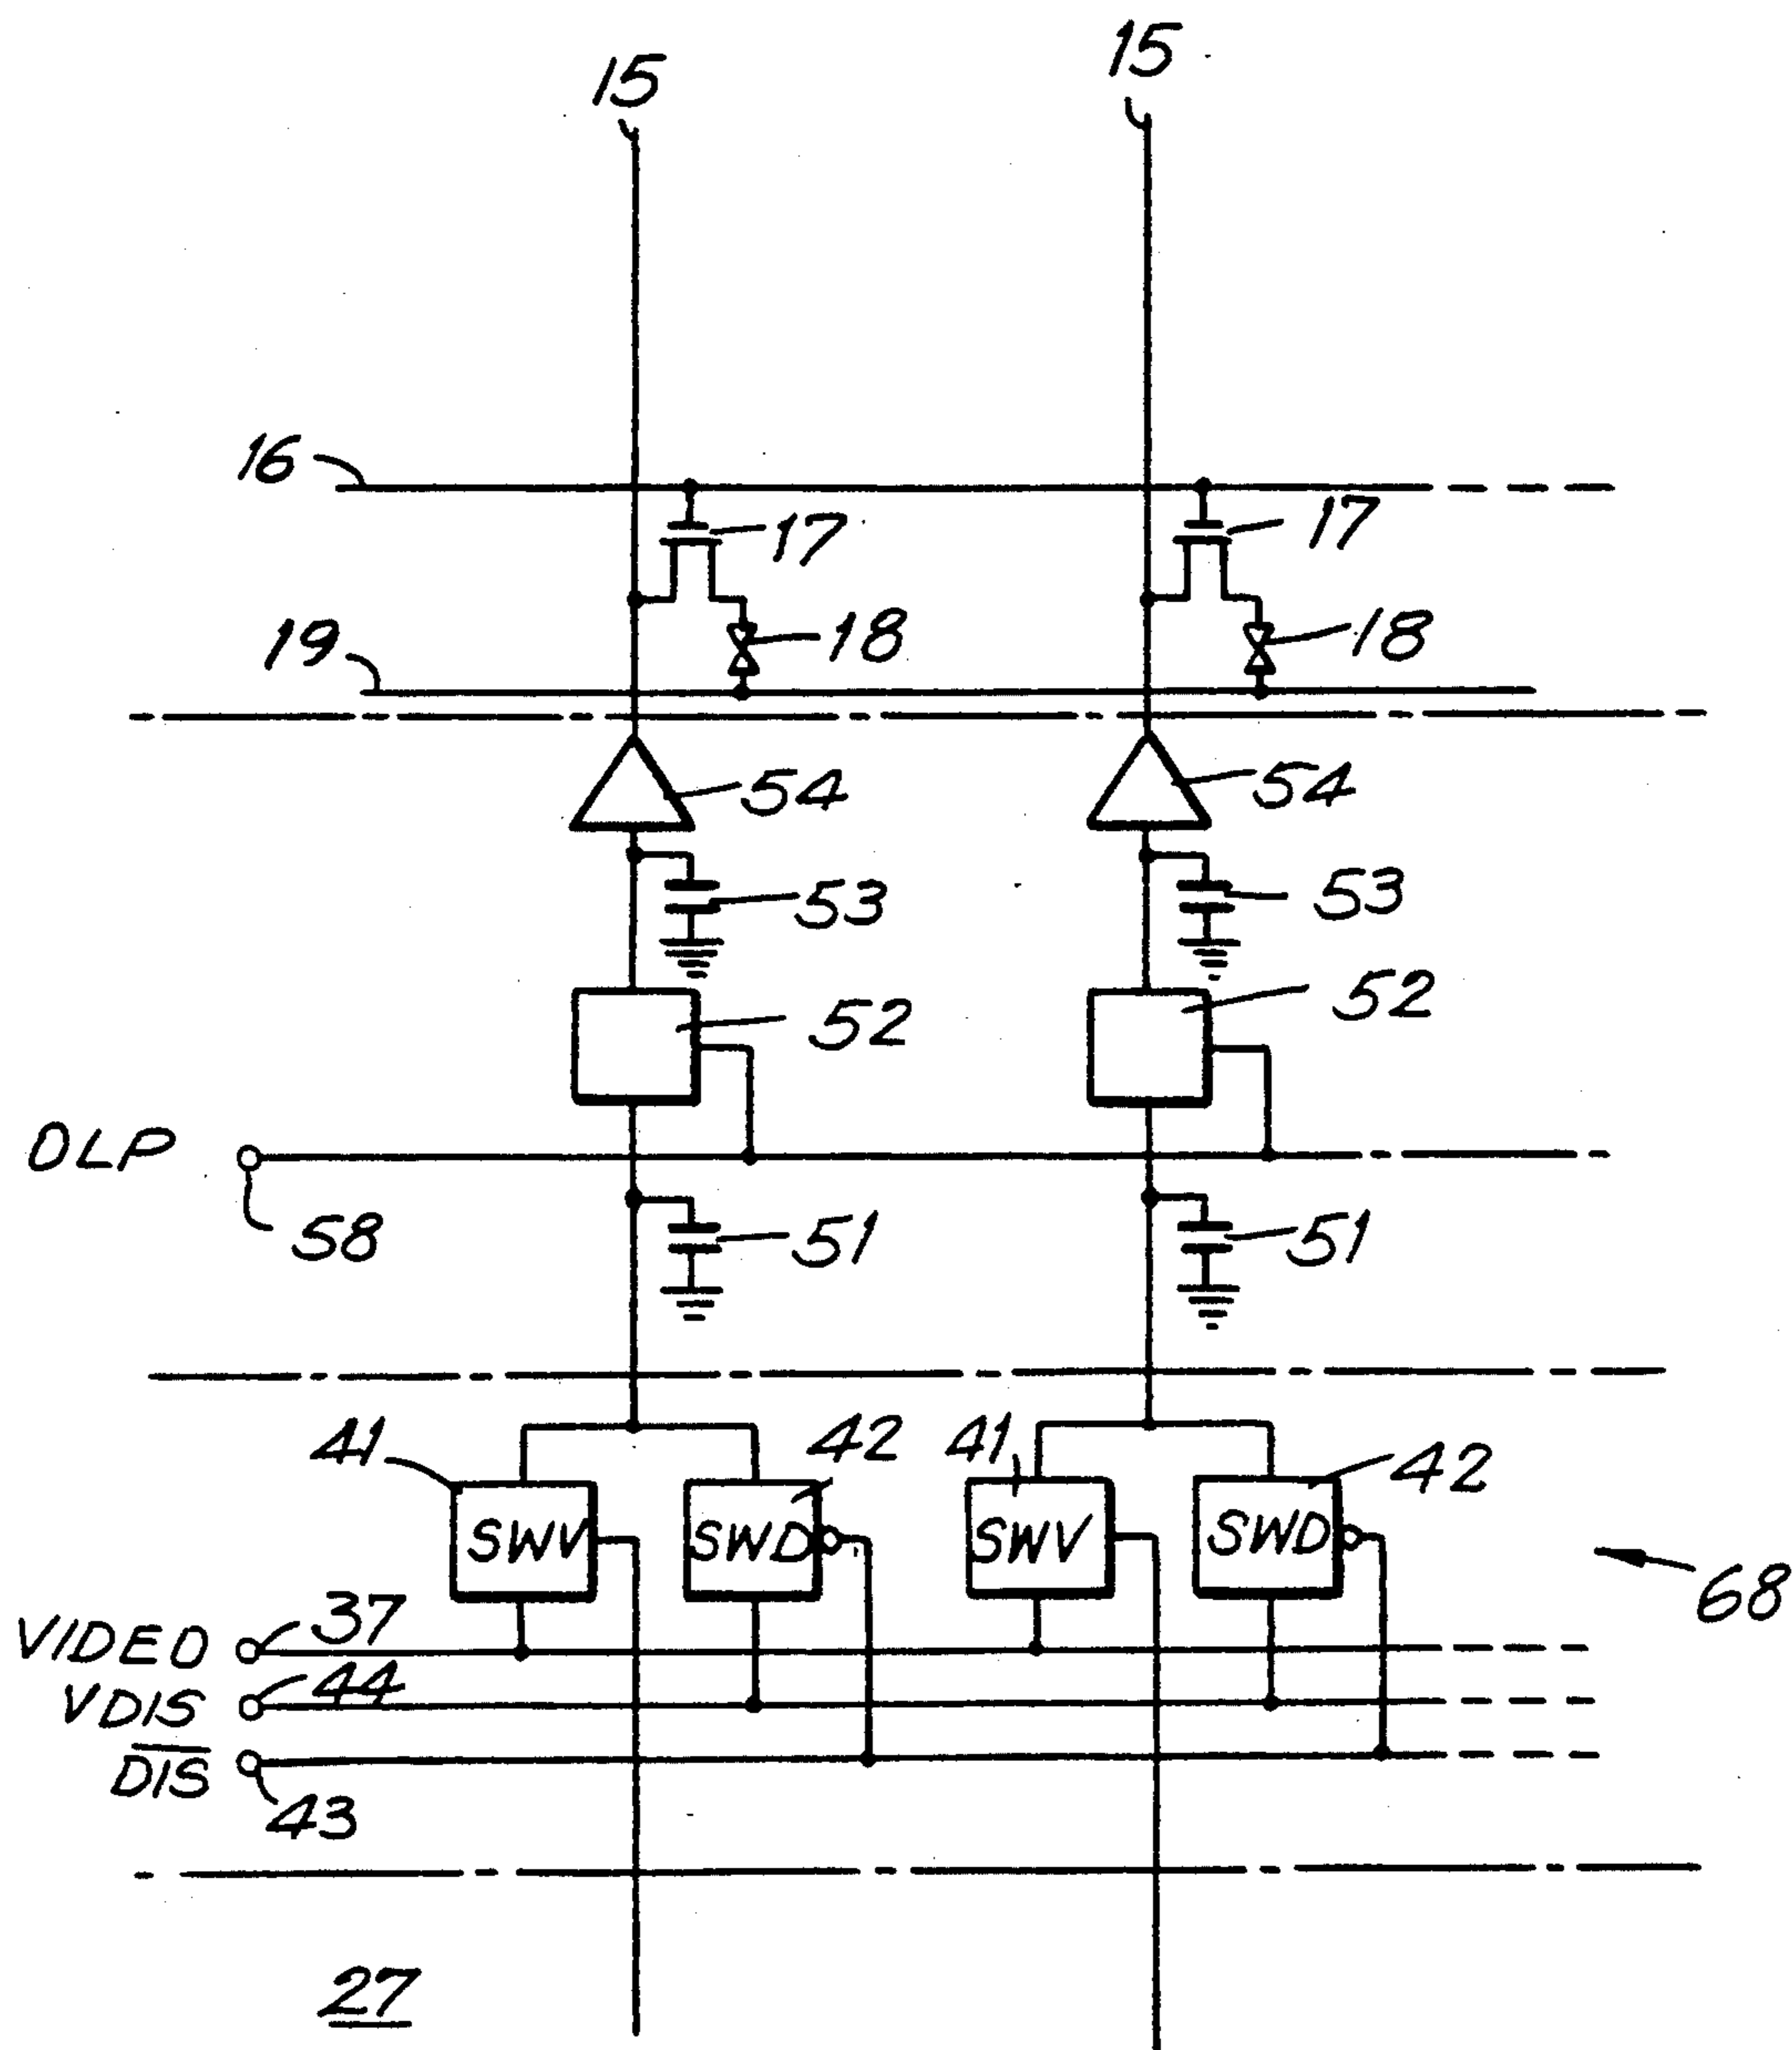 15 15
16
17 17
18 18
19
54 54
53 53
52 52
OLP
58
51 51
41 42 41 42
SWV SWD SWV SWD
68
VIDEO 37
VDIS 44
DIS
43
27